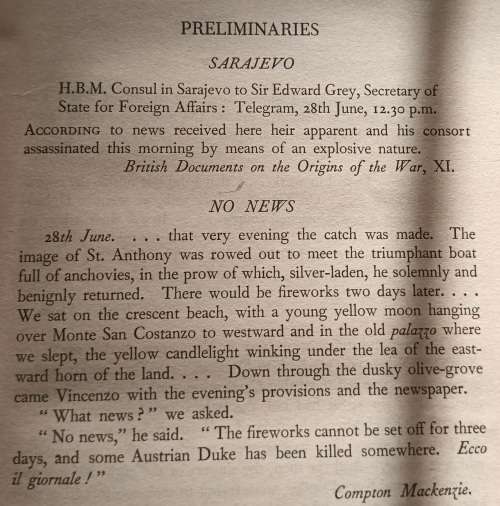 PRELIMINARIES
SARAJEVO
H.B.M. Consul in Sarajevo to Sir Edward Grey, Secretary of
State for Foreign Affairs : Telegram, 28th June, 12.30 p.m.
ACCORDING to news received here heir apparent and his consort
assassinated this morning by means of an explosive nature.
British Documents on the Origins of the War, XI.
NO NEWS
28th June. . . . that very evening the catch was made. The
image of St. Anthony was rowed out to meet the triumphant boat
full of anchovies, in the prow of which, silver-laden, he solemnly and
benignly returned. There would be fireworks two days later. . . .
We sat on the crescent beach, with a young yellow moon hanging
over Monte San Costanzo to westward and in the old palazzo where
we slept, the yellow candlelight winking under the lea of the east-
ward horn of the land. . . . Down through the dusky olive-grove
came Vincenzo with the evening's provisions and the newspaper.
" What news ? " we asked.
" No news," he said. " The fireworks cannot be set off for three
days, and some Austrian Duke has been killed somewhere. Ecco
il giornale ! "
Compton Mackenzie.